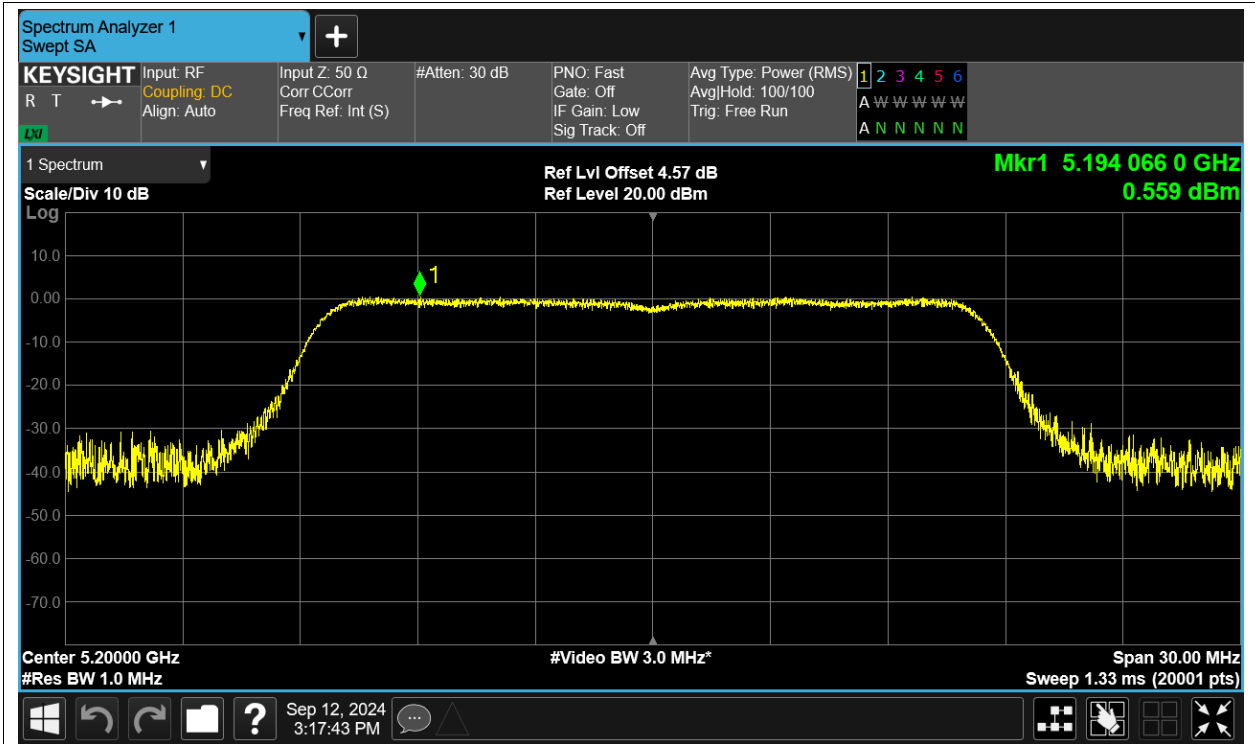 Spectrum Analyzer 1
Swept SA
KEYSIGHT
R T
LXI
Input: RF
Coupling: DC
Align: Auto
Input Z: 50 Ω
Corr CCorr
Freq Ref: Int (S)
#Atten: 30 dB
PNO: Fast
Gate: Off
IF Gain: Low
Sig Track: Off
Avg Type: Power (RMS)
Avg|Hold: 100/100
Trig: Free Run
1 2 3 4 5 6
A W W W W W
A N N N N N
1 Spectrum
Scale/Div 10 dB
Log
Ref Lvl Offset 4.57 dB
Ref Level 20.00 dBm
Mkr1 5.194 066 0 GHz
0.559 dBm
1
10.0
0.00
-10.0
-20.0
-30.0
-40.0
-50.0
-60.0
-70.0
Center 5.20000 GHz
#Res BW 1.0 MHz
#Video BW 3.0 MHz*
Span 30.00 MHz
Sweep 1.33 ms (20001 pts)
?
Sep 12, 2024
3:17:43 PM